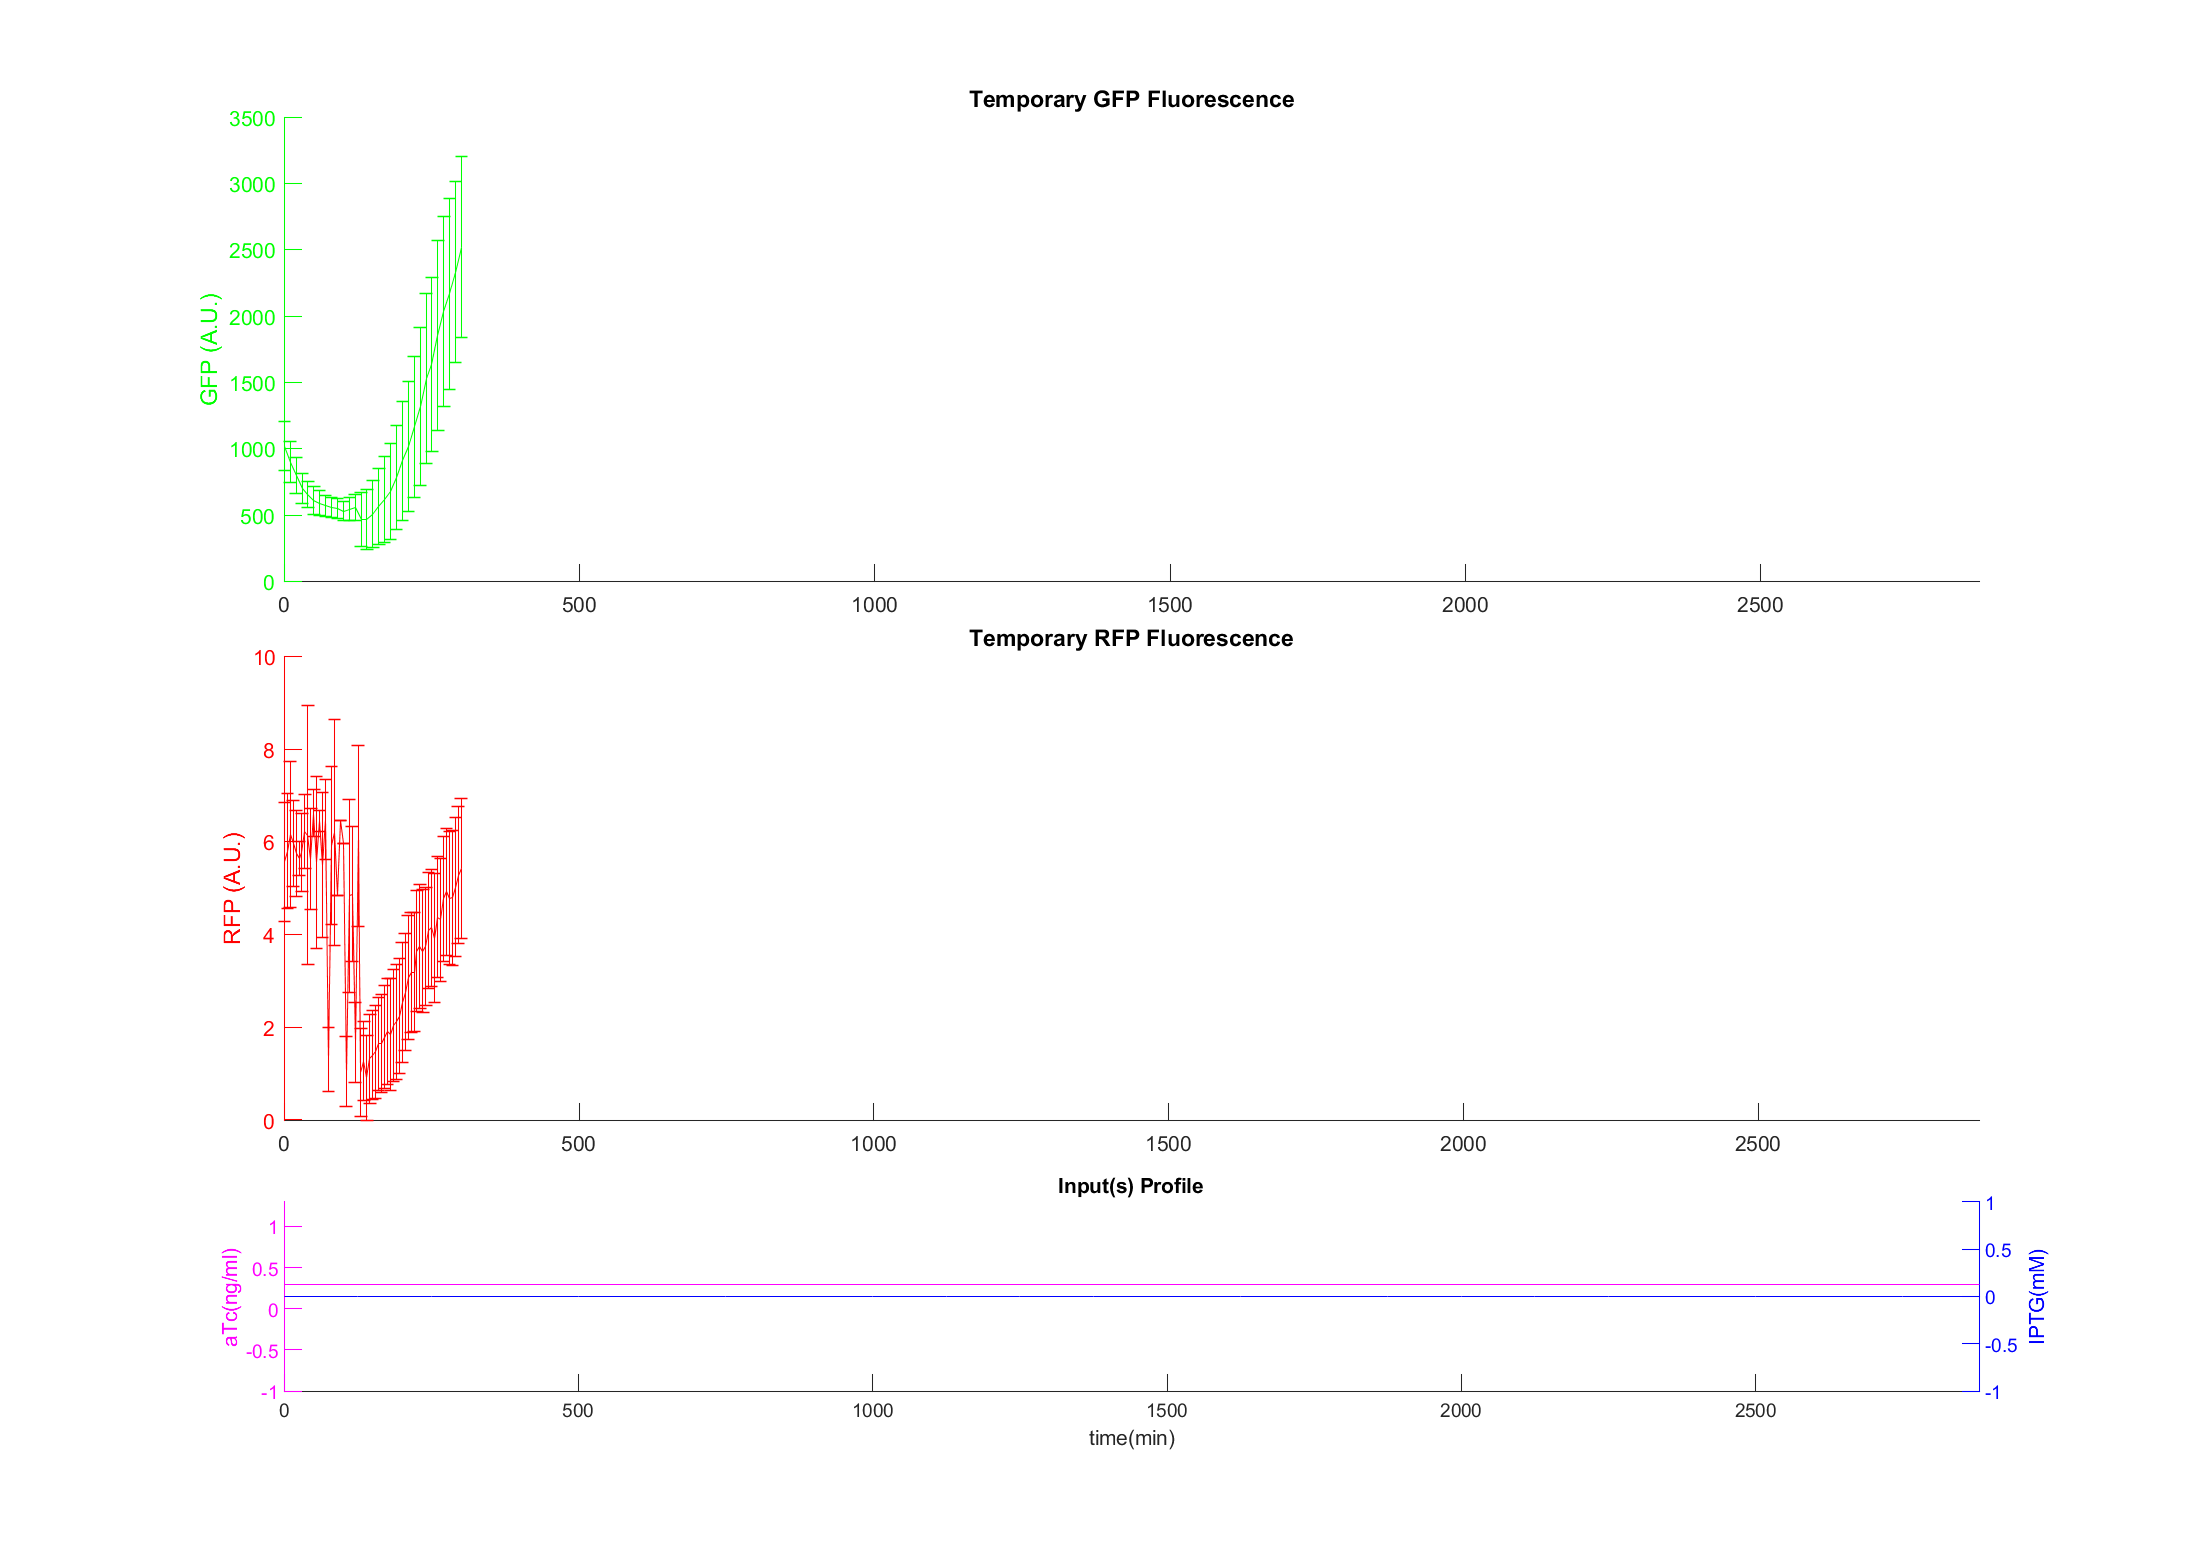 Temporary GFP Fluorescence
3500
3000
2500
2000
1500
1000
500
0
GFP (A.U.)
0 500 1000 1500 2000 2500
Temporary RFP Fluorescence
10
8
6
4
2
0
RFP (A.U.)
0 500 1000 1500 2000 2500
Input(s) Profile
1
0.5
0
-0.5
-1
aTc(ng/ml)
1
0.5
0
-0.5
-1
IPTG(mM)
0 500 1000 1500 2000 2500
time(min)